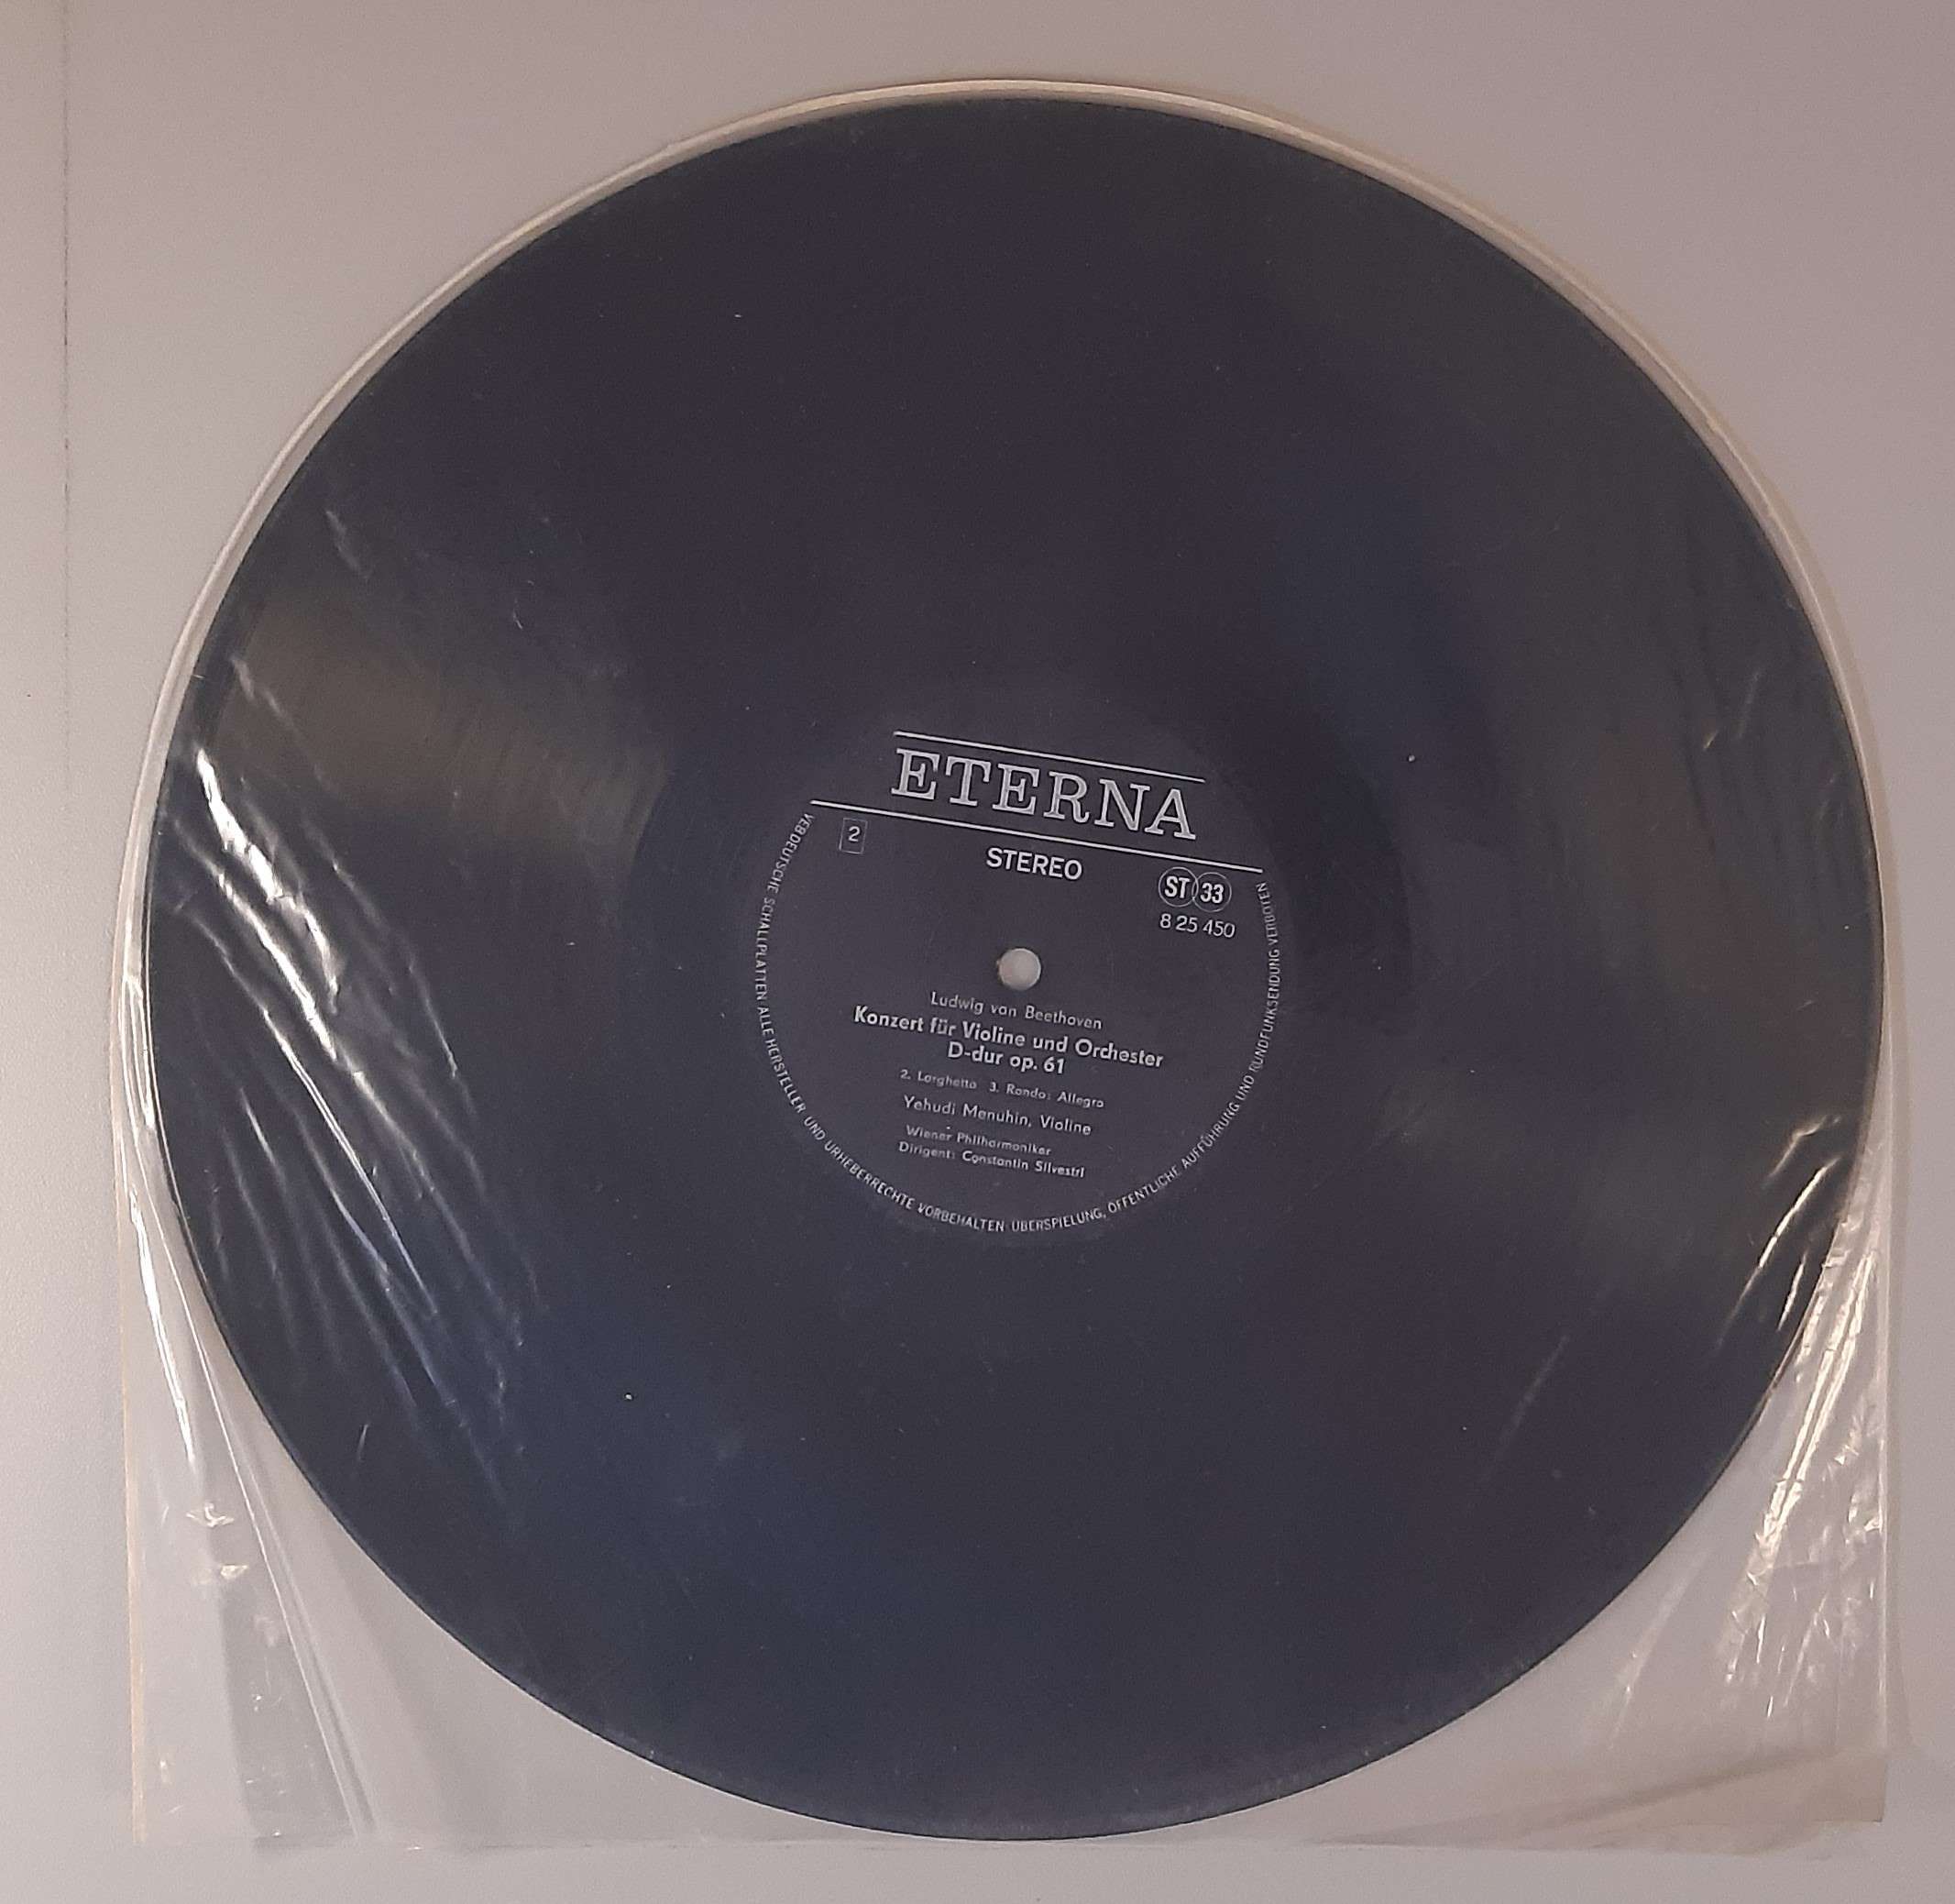 ETERNA
2
STEREO
ST 33
8 25 450
Ludwig van Beethoven
Konzert für Violine und Orchester
D-dur op. 61
2. Larghetto 3. Rondo: Allegro
Yehudi Menuhin, Violine
Wiener Philharmoniker
Dirigent: Constantin Silvestri
VEB DEUTSCHE SCHALLPLATTEN ALLE HERSTELLER UND URHEBERRECHTE VORBEHALTEN ÜBERSPIELUNG, ÖFFENTLICHE AUFFÜHRUNG UND RUNDFUNKSENDUNG VERBOTEN